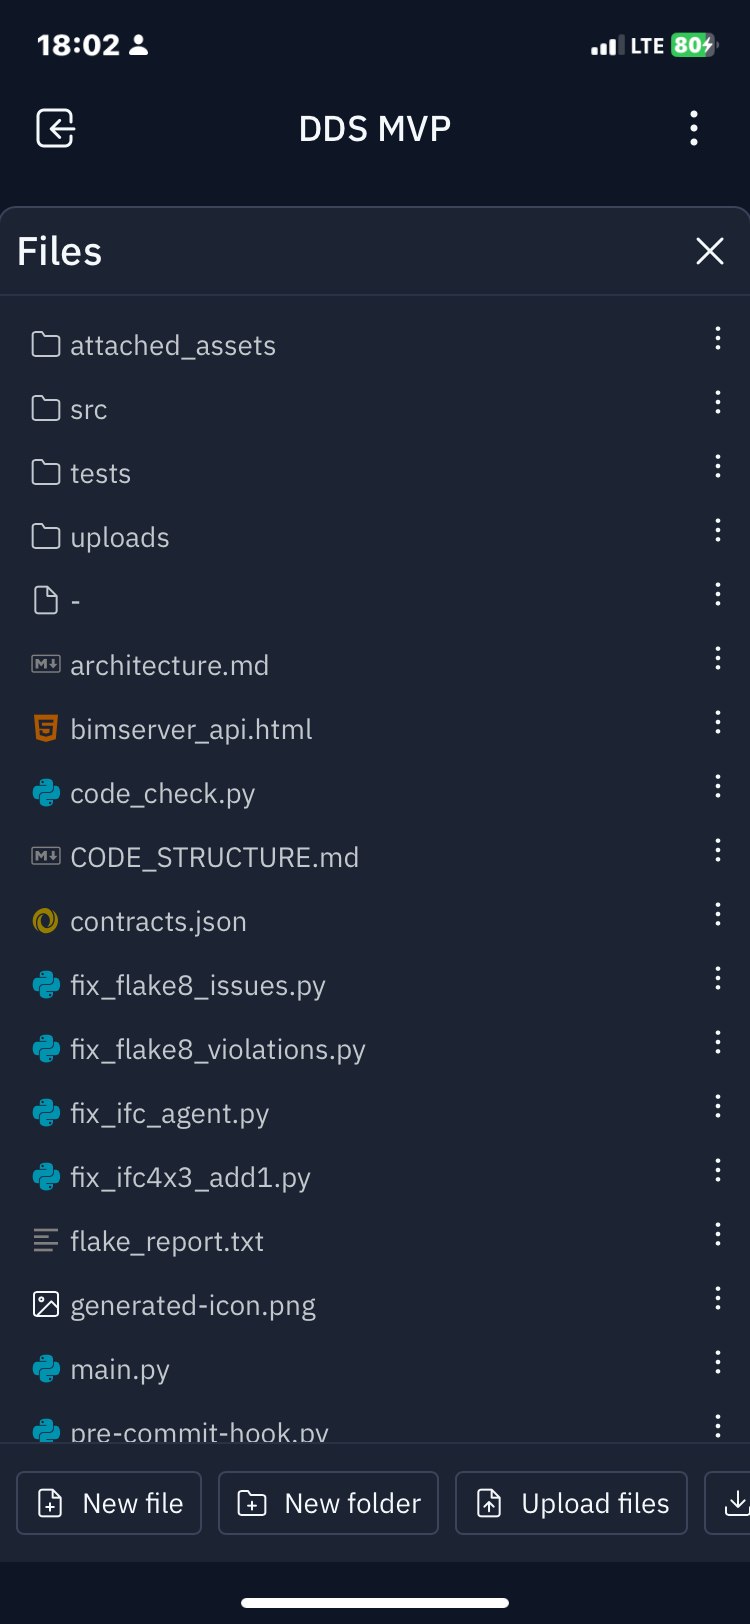 18:02
LTE 80
DDS MVP
Files
attached_assets
src
tests
uploads
-
architecture.md
bimserver_api.html
code_check.py
CODE_STRUCTURE.md
contracts.json
fix_flake8_issues.py
fix_flake8_violations.py
fix_ifc_agent.py
fix_ifc4x3_add1.py
flake_report.txt
generated-icon.png
main.py
pre-commit-hook.py
New file
New folder
Upload files